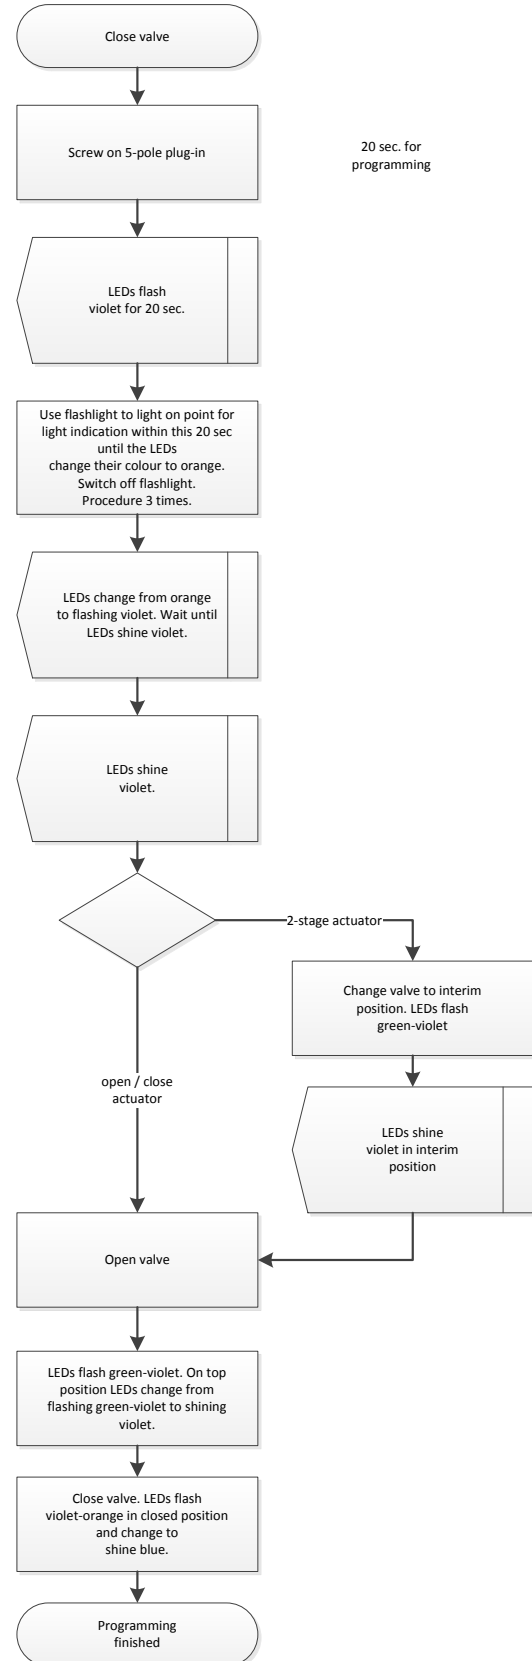 Close valve
Screw on 5-pole plug-in
20 sec. for
programming
LEDs flash
violet for 20 sec.
Use flashlight to light on point for
light indication within this 20 sec
until the LEDs
change their colour to orange.
Switch off flashlight.
Procedure 3 times.
LEDs change from orange
to flashing violet. Wait until
LEDs shine violet.
LEDs shine
violet.
2-stage actuator
Change valve to interim
position. LEDs flash
green-violet
open / close
actuator
LEDs shine
violet in interim
position
Open valve
LEDs flash green-violet. On top
position LEDs change from
flashing green-violet to shining
violet.
Close valve. LEDs flash
violet-orange in closed position
and change to
shine blue.
Programming
finished